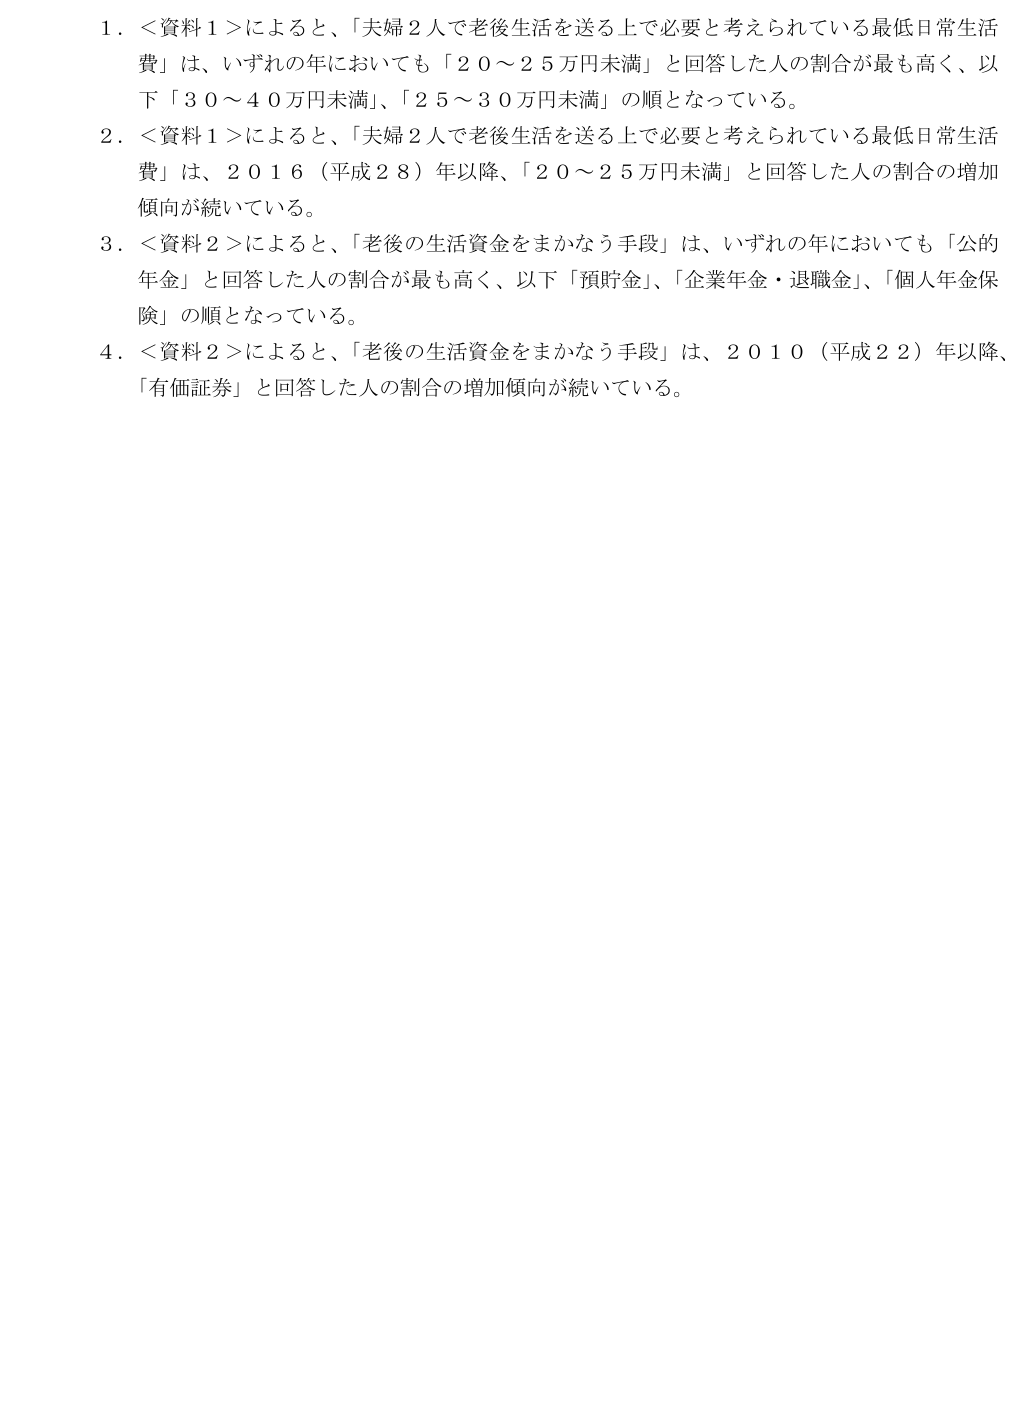 １．＜資料１＞によると、「夫婦２人で老後生活を送る上で必要と考えられている最低日常生活
費」は、いずれの年においても「２０～２５万円未満」と回答した人の割合が最も高く、以
下「３０～４０万円未満」、「２５～３０万円未満」の順となっている。
２．＜資料１＞によると、「夫婦２人で老後生活を送る上で必要と考えられている最低日常生活
費」は、２０１６（平成２８）年以降、「２０～２５万円未満」と回答した人の割合の増加
傾向が続いている。
３．＜資料２＞によると、「老後の生活資金をまかなう手段」は、いずれの年においても「公的
年金」と回答した人の割合が最も高く、以下「預貯金」、「企業年金・退職金」、「個人年金保
険」の順となっている。
４．＜資料２＞によると、「老後の生活資金をまかなう手段」は、２０１０（平成２２）年以降、
「有価証券」と回答した人の割合の増加傾向が続いている。